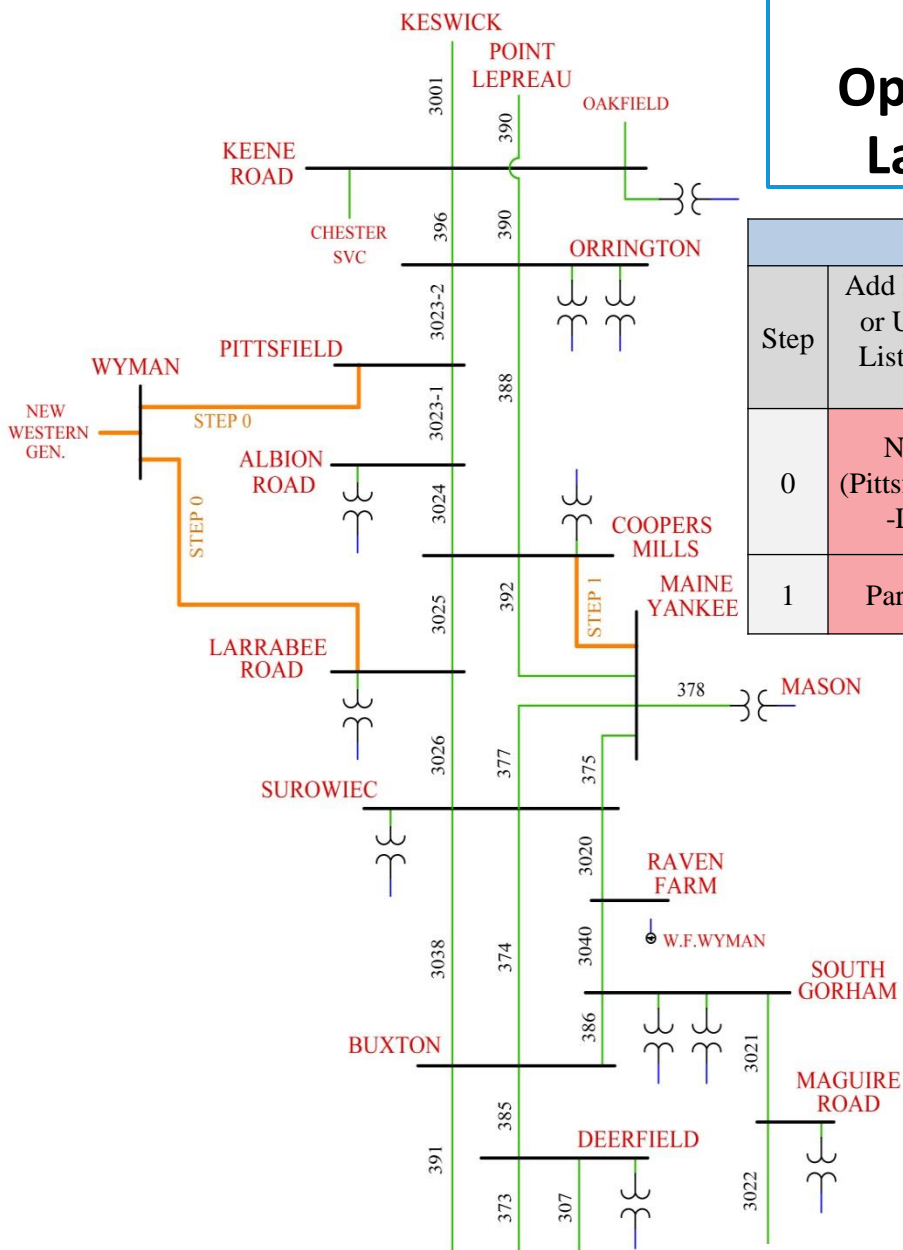 KESWICK
POINT
LEPREAU
OAKFIELD
3001
390
KEENE
ROAD
CHESTER
SVC
396
390
ORRINGTON
3023-2
PITTSFIELD
WYMAN
388
NEW
WESTERN
GEN.
STEP 0
3023-1
ALBION
ROAD
3024
STEP 0
COOPERS
MILLS
392
STEP 1
MAINE
YANKEE
3025
LARRABEE
ROAD
378
MASON
3026
377
375
SUROWIEC
3020
RAVEN
FARM
W.F.WYMAN
3038
374
3040
SOUTH
GORHAM
386
3021
BUXTON
MAGUIRE
ROAD
385
DEERFIELD
391
373
307
3022
Op
La
Step
Add
or U
List
0
N
(Pitts
-L
1
Par